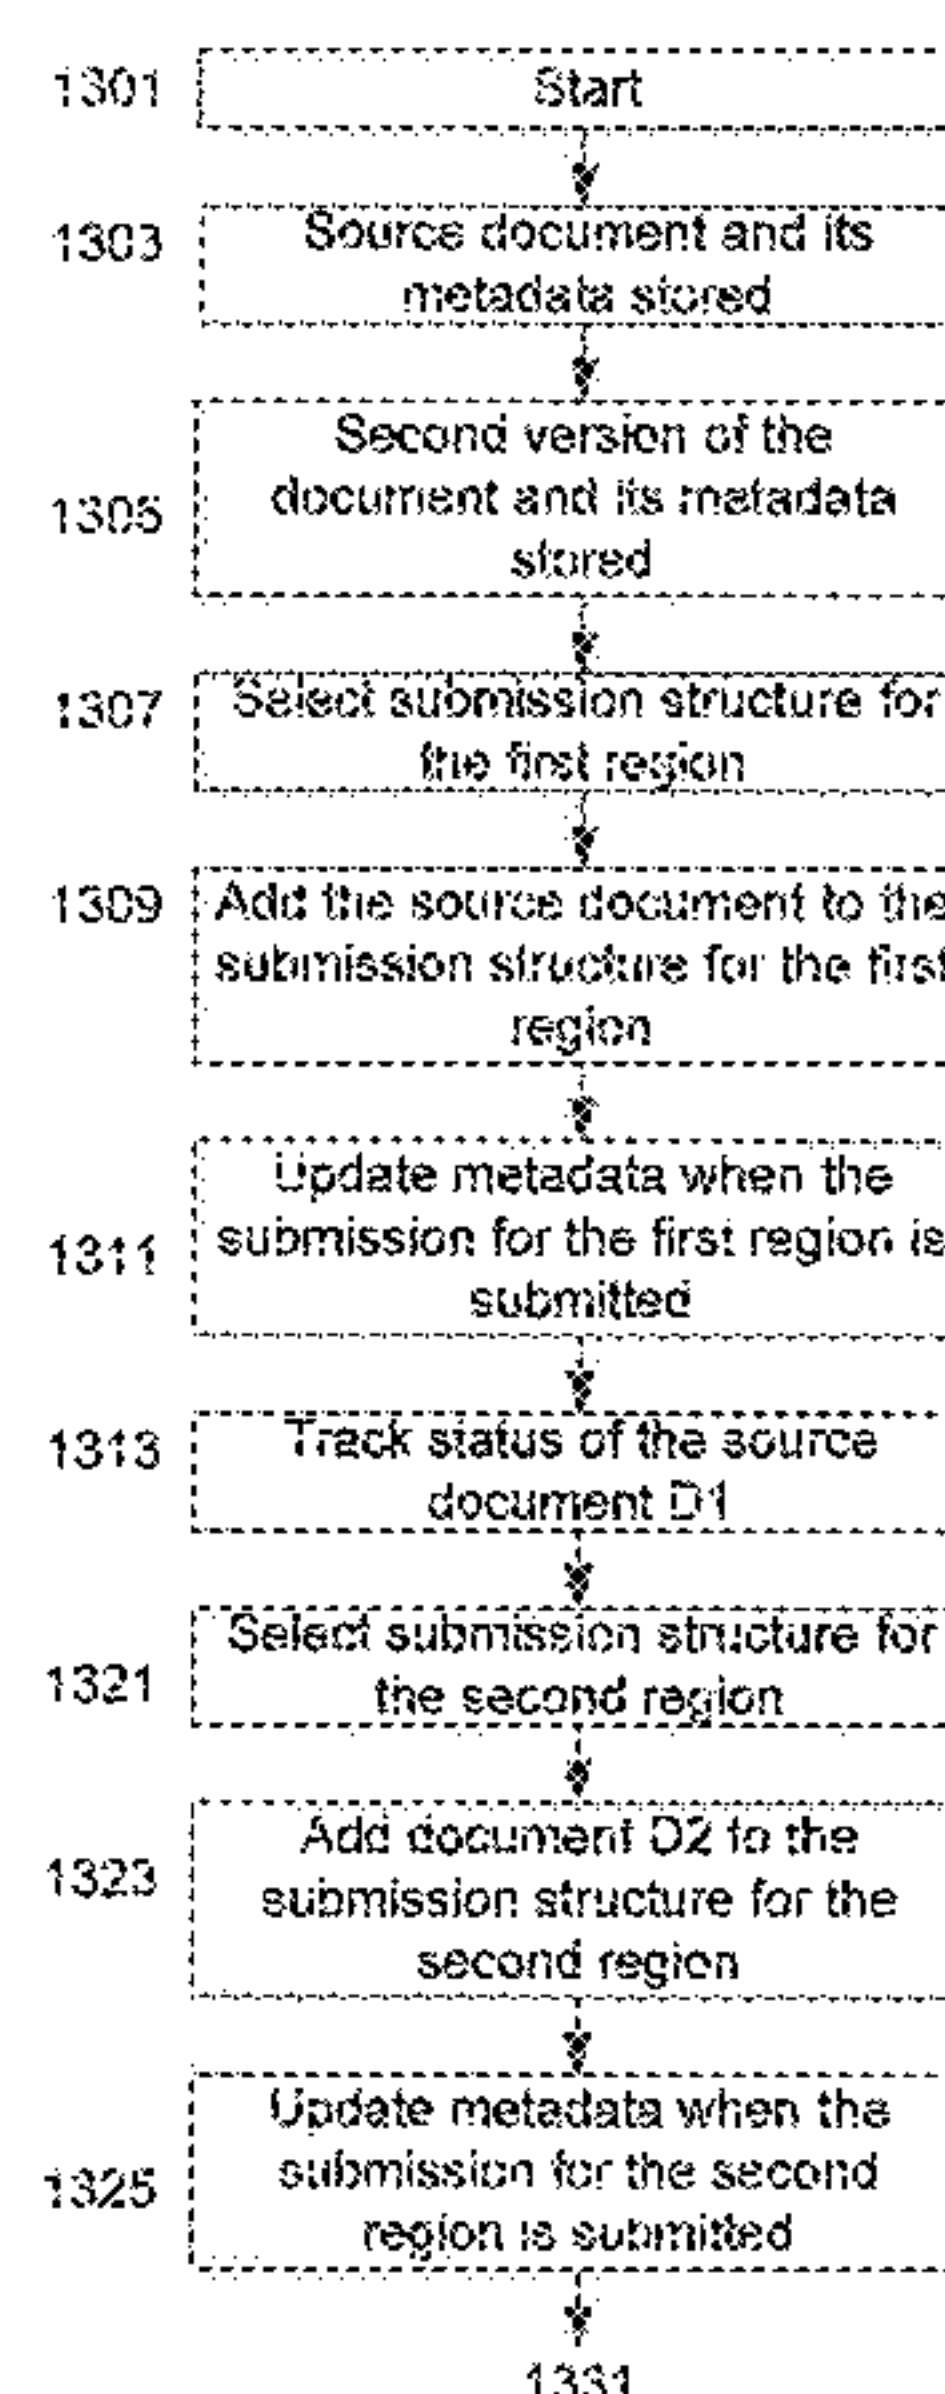 1301
Start
1303
Source document and its
metadata stored
1305
Second version of the
document and its metadata
stored
1307
Select submission structure for
the first region
1309
Add the source document to the
submission structure for the first
region
1311
Update metadata when the
submission for the first region is
submitted
1313
Track status of the source
document D1
1321
Select submission structure for
the second region
1323
Add document D2 to the
submission structure for the
second region
1325
Update metadata when the
submission for the second
region is submitted
1331